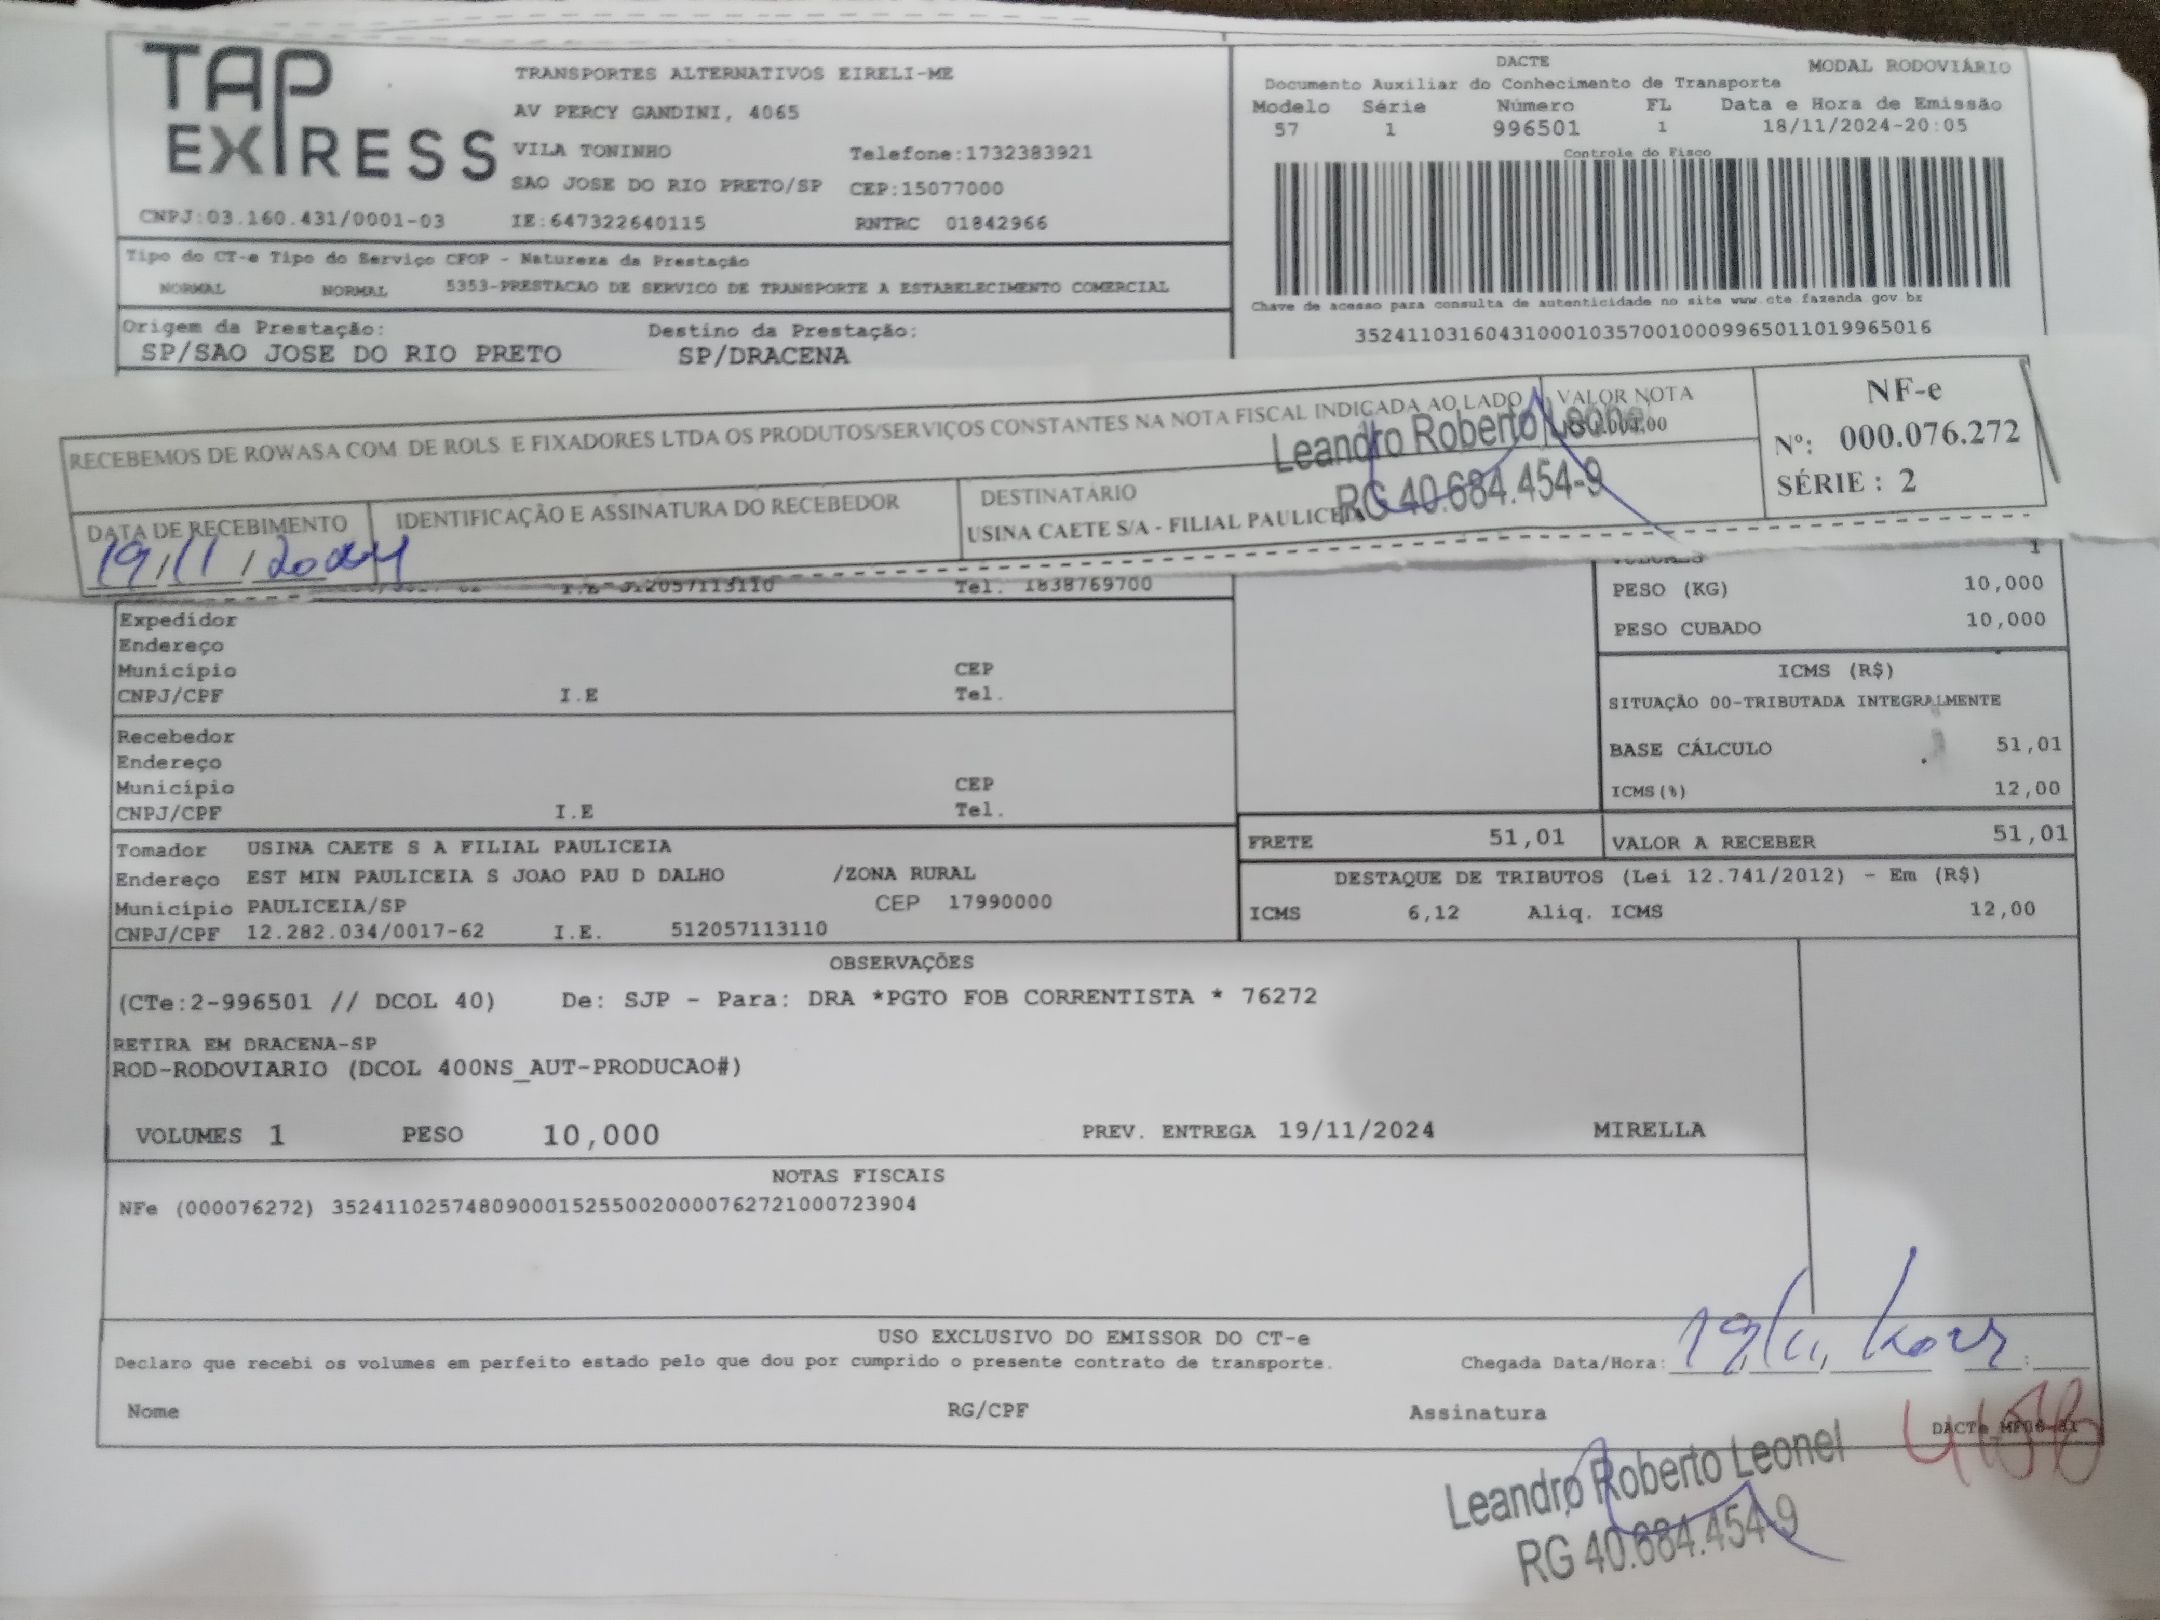 TAP EXPRESS
TRANSPORTES ALTERNATIVOS EIRELI-ME
AV PERCY GANDINI, 4065
VILA TONINHO Telefone:1732383921
SAO JOSE DO RIO PRETO/SP CEP:15077000
CNPJ:03.160.431/0001-03 IE:647322640115 RNTRC 01842966
DACTE MODAL RODOVIÁRIO
Documento Auxiliar do Conhecimento de Transporte
Modelo Série Número FL Data e Hora de Emissão
57 1 996501 1 18/11/2024-20:05
Controle do Fisco
Chave de acesso para consulta de autenticidade no site www.cte.fazenda.gov.br
35241103160431000103570010009965011019965016
Tipo do CT-e Tipo do Serviço CFOP - Natureza da Prestação
NORMAL NORMAL 5353-PRESTACAO DE SERVICO DE TRANSPORTE A ESTABELECIMENTO COMERCIAL
Origem da Prestação: Destino da Prestação:
SP/SAO JOSE DO RIO PRETO SP/DRACENA
RECEBEMOS DE ROWASA COM. DE ROLS. E FIXADORES LTDA OS PRODUTOS/SERVIÇOS CONSTANTES NA NOTA FISCAL INDICADA AO LADO
VALOR NOTA
NF-e
Nº: 000.076.272
SÉRIE : 2
Leandro Roberto Leonel
RG 40.684.454-9
DATA DE RECEBIMENTO IDENTIFICAÇÃO E ASSINATURA DO RECEBEDOR DESTINATÁRIO
19/11/2024 USINA CAETE S/A - FILIAL PAULICEIA
I.E 512057113110 Tel. 1838769700
Expedidor
Endereço
Município CEP
CNPJ/CPF I.E Tel.
Recebedor
Endereço
Município CEP
CNPJ/CPF I.E Tel.
VOLUMES 1
PESO (KG) 10,000
PESO CUBADO 10,000
ICMS (R$)
SITUAÇÃO 00-TRIBUTADA INTEGRALMENTE
BASE CÁLCULO 51,01
ICMS(%) 12,00
FRETE 51,01 VALOR A RECEBER 51,01
Tomador USINA CAETE S A FILIAL PAULICEIA
Endereço EST MIN PAULICEIA S JOAO PAU D DALHO /ZONA RURAL
Município PAULICEIA/SP CEP 17990000
CNPJ/CPF 12.282.034/0017-62 I.E. 512057113110
DESTAQUE DE TRIBUTOS (Lei 12.741/2012) - Em (R$)
ICMS 6,12 Aliq. ICMS 12,00
OBSERVAÇÕES
(CTe:2-996501 // DCOL 40) De: SJP - Para: DRA *PGTO FOB CORRENTISTA * 76272
RETIRA EM DRACENA-SP
ROD-RODOVIARIO (DCOL 400NS_AUT-PRODUCAO#)
VOLUMES 1 PESO 10,000 PREV. ENTREGA 19/11/2024 MIRELLA
NOTAS FISCAIS
NFe (000076272) 35241102574809000152550020000762721000723904
USO EXCLUSIVO DO EMISSOR DO CT-e
Declaro que recebi os volumes em perfeito estado pelo que dou por cumprido o presente contrato de transporte. Chegada Data/Hora: 19/11/
Nome RG/CPF Assinatura
DACTe
Leandro Roberto Leonel
RG 40.684.454-9